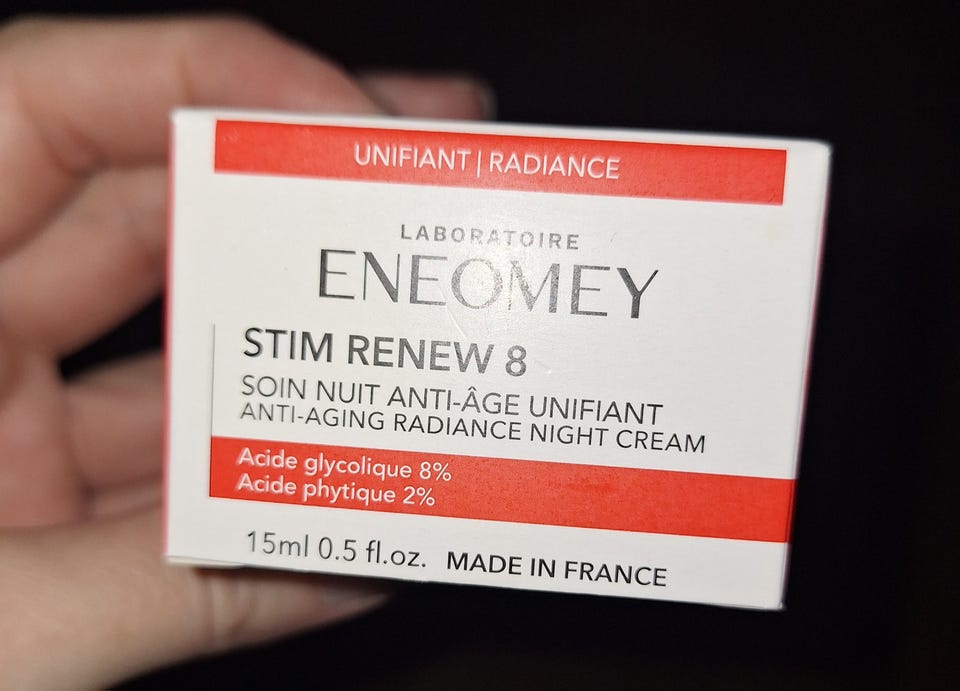 UNIFIANT | RADIANCE
LABORATOIRE
ENEOMEY
STIM RENEW 8
SOIN NUIT ANTI-ÂGE UNIFIANT
ANTI-AGING RADIANCE NIGHT CREAM
Acide glycolique 8%
Acide phytique 2%
15ml 0.5 fl.oz. MADE IN FRANCE